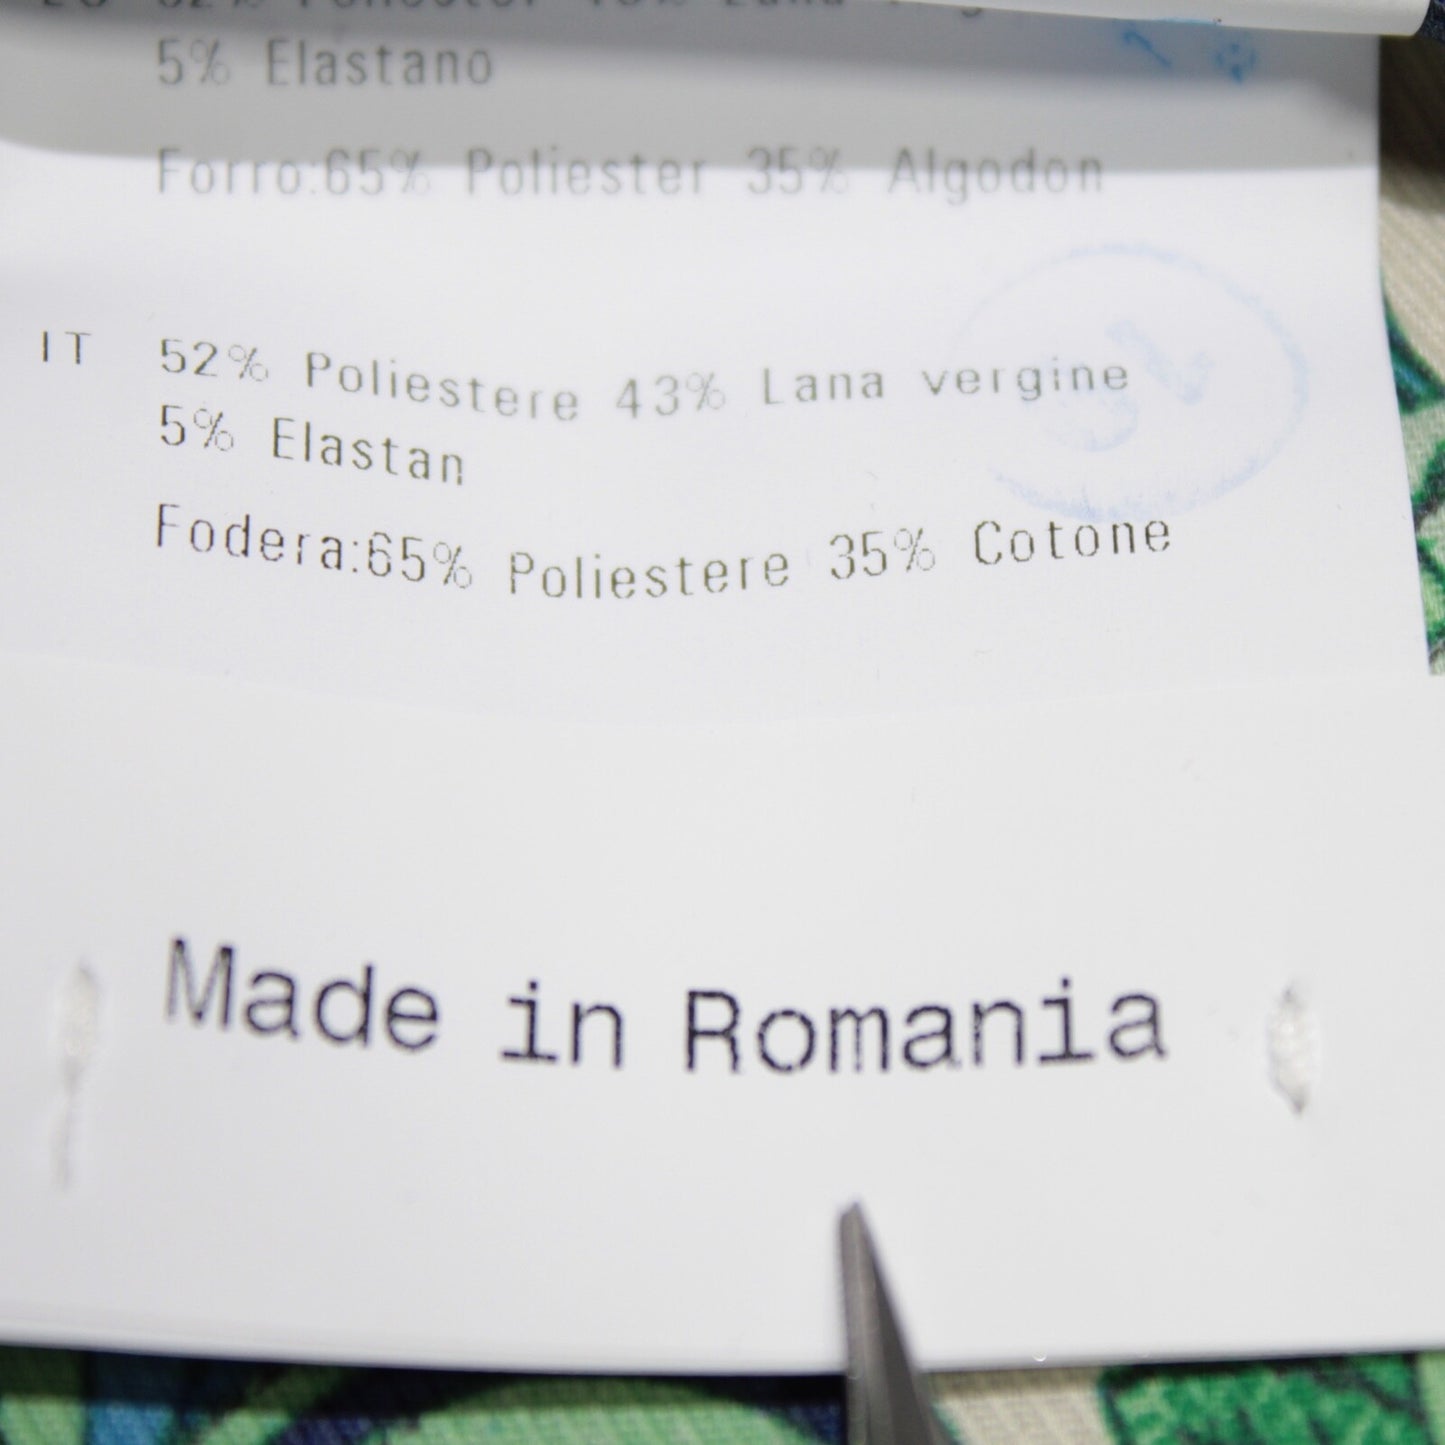 5% Elastano
Forro:65% Poliester 35% Algodon
IT 52% Poliestere 43% Lana vergine
5% Elastan
Fodera:65% Poliestere 35% Cotone
Made in Romania